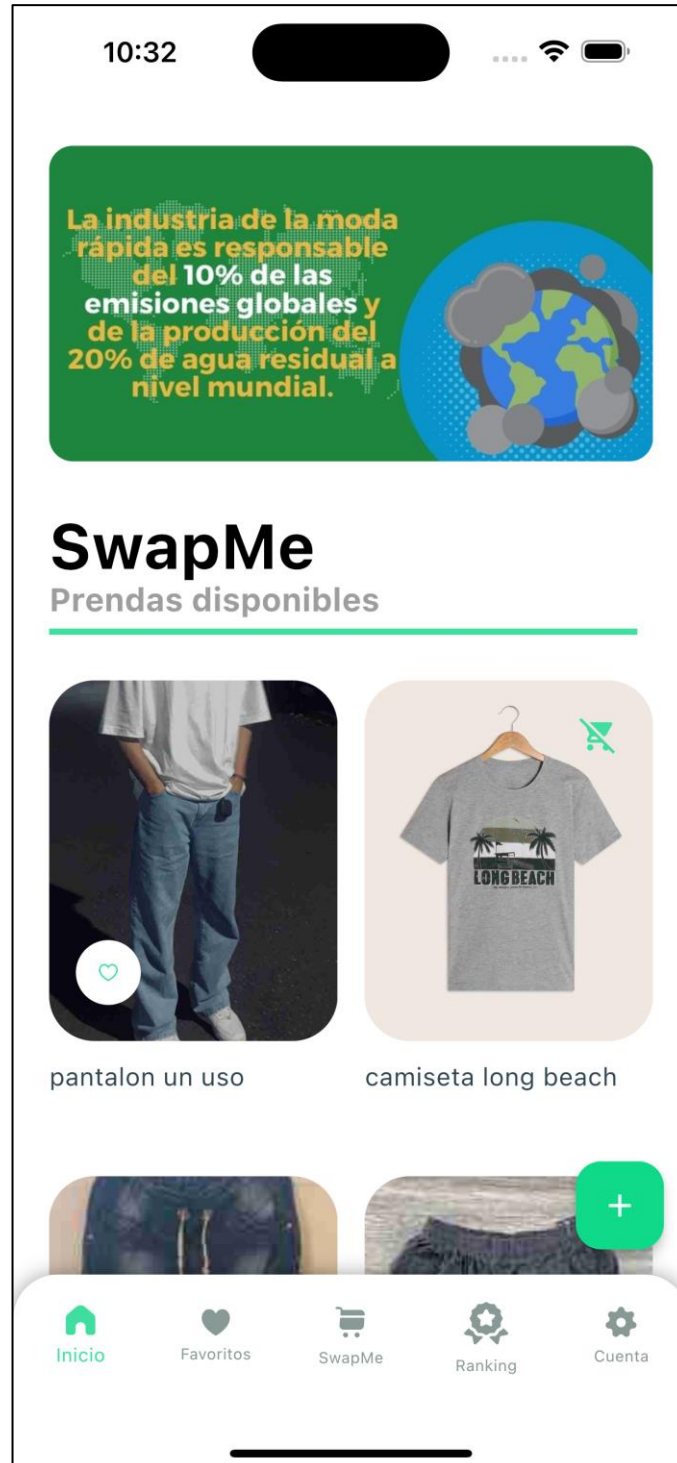 10:32
La industria de la moda
rápida es responsable
del 10% de las
emisiones globales y
de la producción del
20% de agua residual a
nivel mundial.
SwapMe
Prendas disponibles
LONG BEACH
pantalon un uso
camiseta long beach
+
Inicio
Favoritos
SwapMe
Ranking
Cuenta